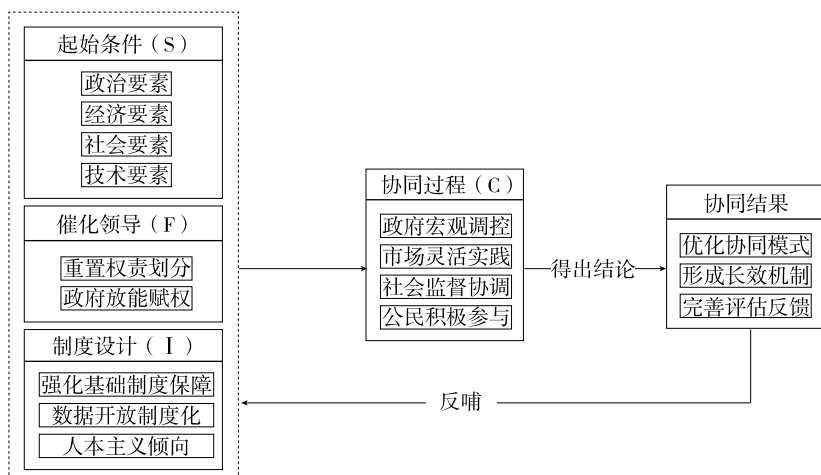 起始条件(S)
政治要素
经济要素
社会要素
技术要素
催化领导(F)
重置权责划分
政府放能赋权
制度设计(I)
强化基础制度保障
数据开放制度化
人本主义倾向
协同过程(C)
政府宏观调控
市场灵活实践
社会监督协调
公民积极参与
得出结论
协同结果
优化协同模式
形成长效机制
完善评估反馈
反哺